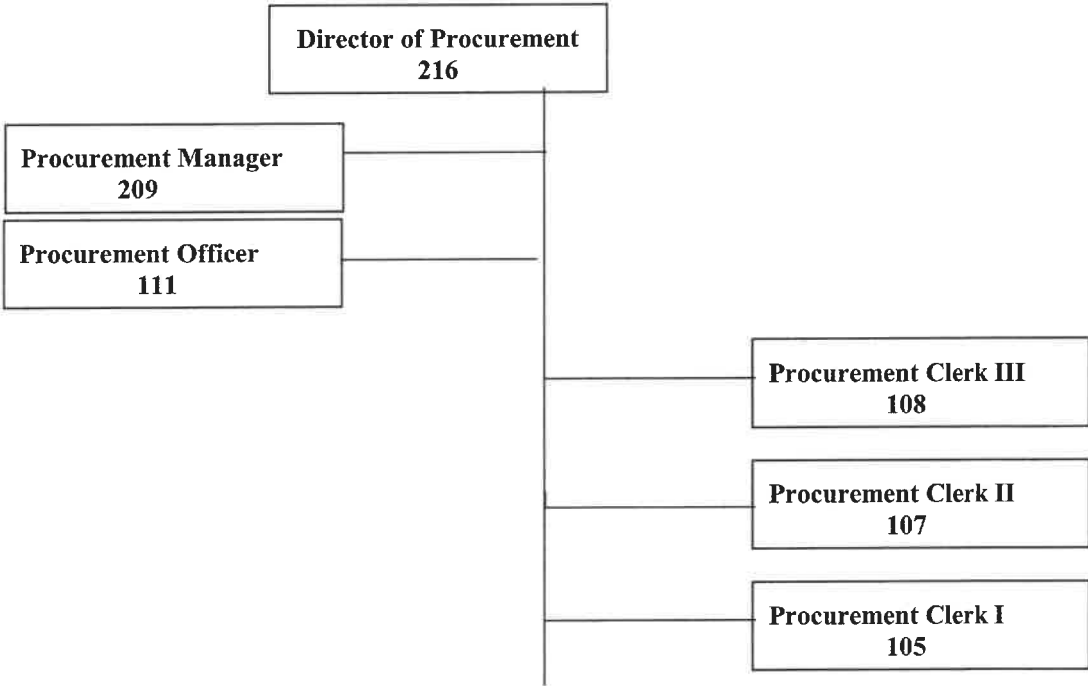 Director of Procurement
216
Procurement Manager
209
Procurement Officer
111
Procurement Clerk III
108
Procurement Clerk II
107
Procurement Clerk I
105